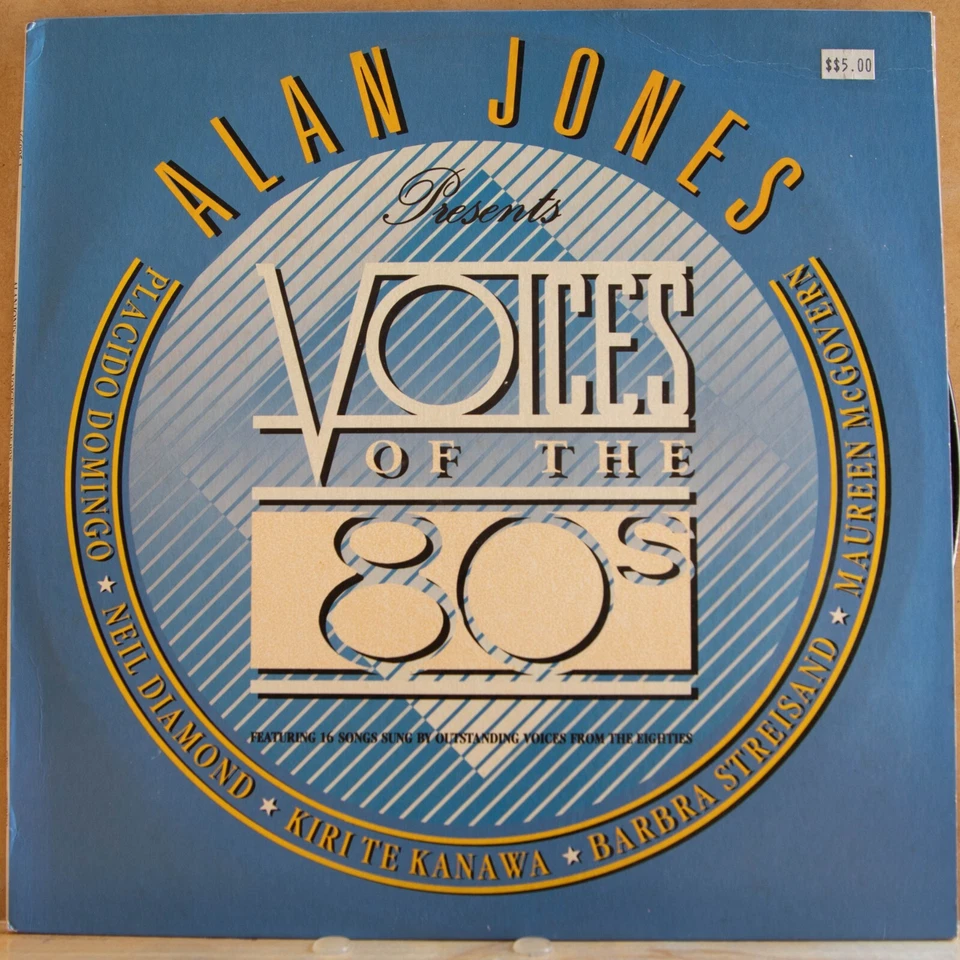 $$5.00
ALAN JONES
Presents
VOICES
OF THE
80s
FEATURING 16 SONGS SUNG BY OUTSTANDING VOICES FROM THE EIGHTIES
PLACIDO DOMINGO ★ NEIL DIAMOND ★ KIRI TE KANAWA ★ BARBRA STREISAND ★ MAUREEN McGOVERN